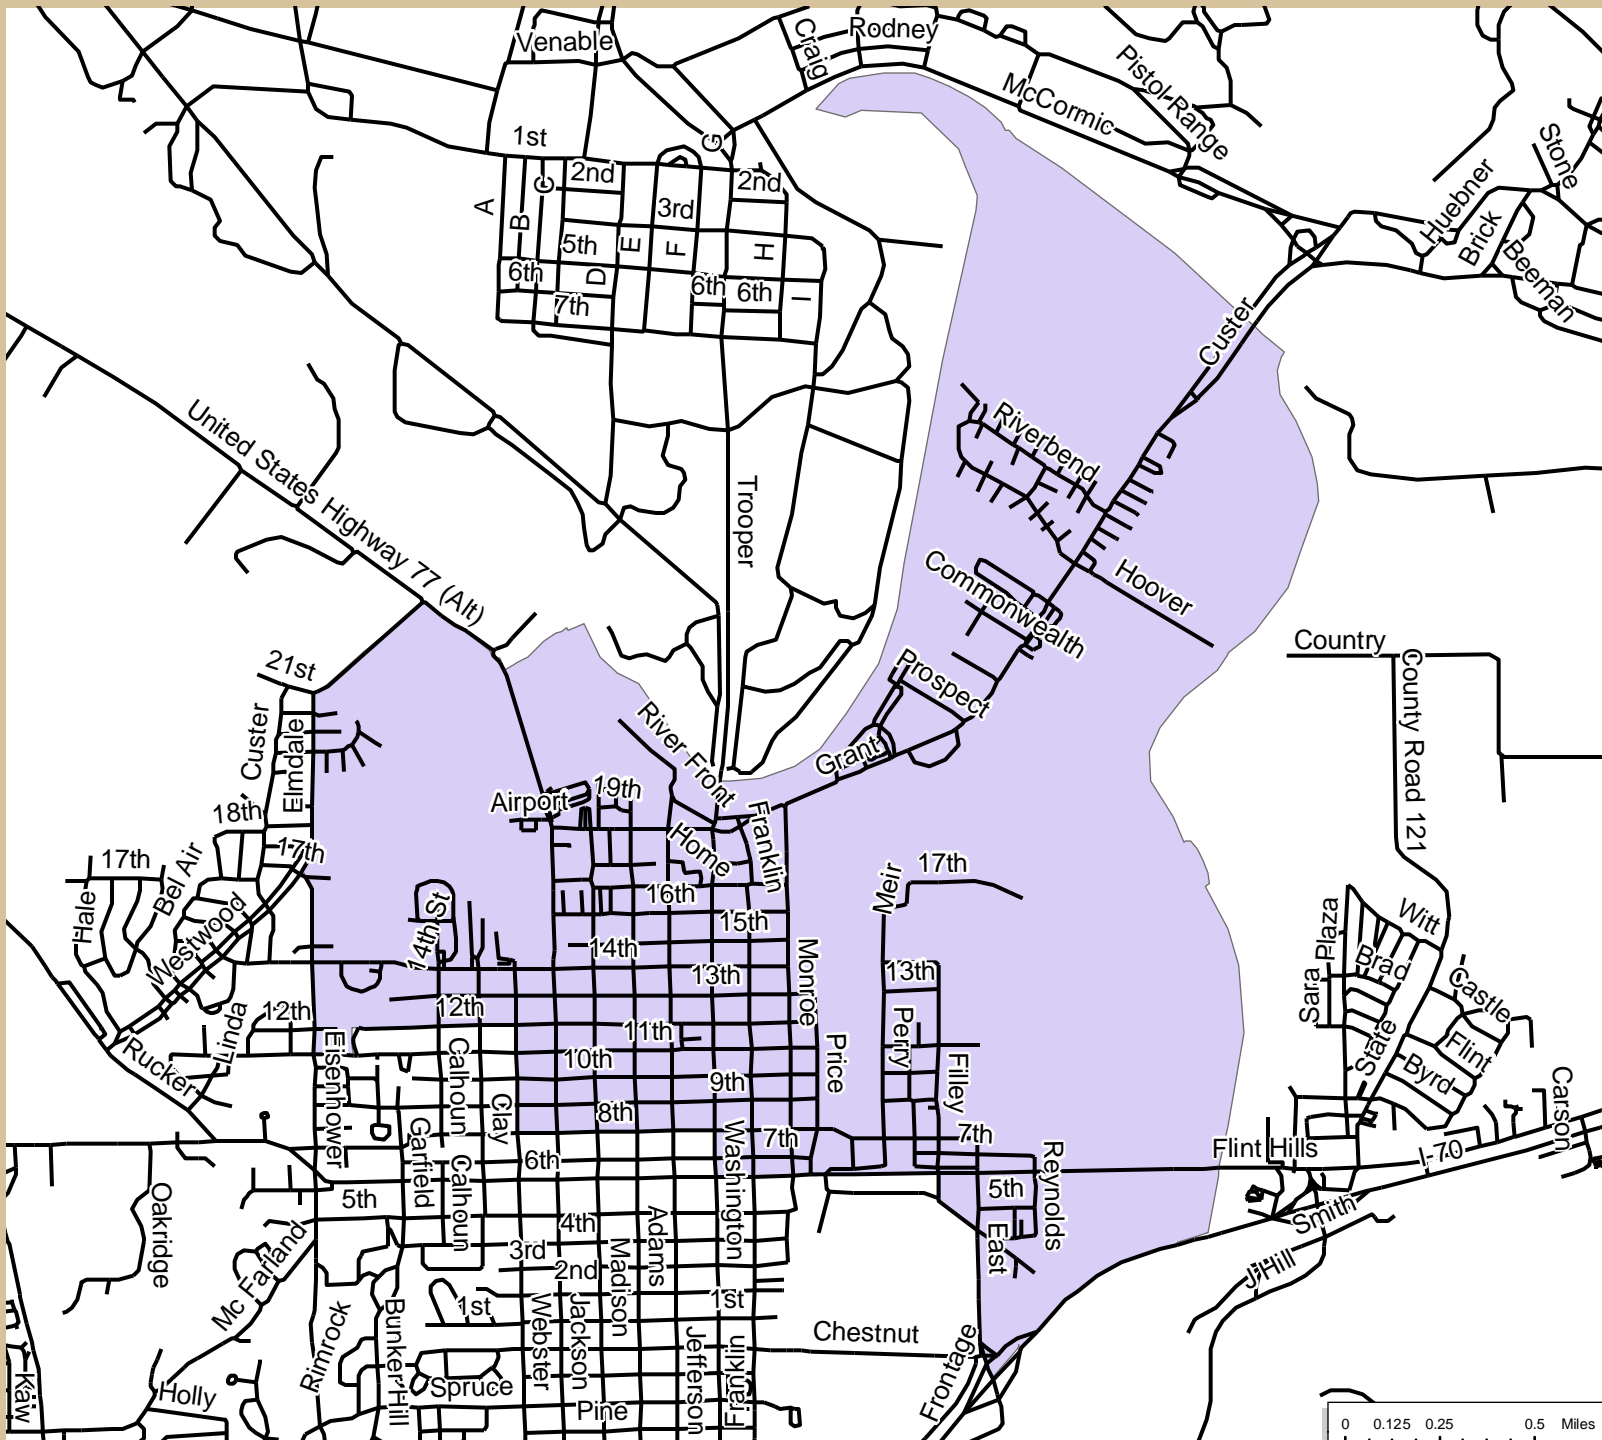 Venable
Craig
Rodney
Pistol Range
McCormic
1st
G
Stone
2nd
C
2nd
Huebner
A
B
3rd
Brick
5th
E
F
H
Beeman
6th
D
6th
6th
I
7th
Custer
United States Highway 77 (Alt)
Riverbend
Trooper
Commonwealth
Hoover
Country
County Road 121
21st
Prospect
Custer
Elmdale
River Front
Grant
Airport
19th
18th
Franklin
17th
17th
Bel Air
Home
17th
Hale
16th
Meir
Westwood
14th St
15th
Plaza
Witt
14th
Monroe
13th
13th
Brad
Castle
Sara
12th
12th
Linda
11th
Perry
State
Flint
Rucker
Eisenhower
Calhoun
10th
Price
Filley
Byrd
9th
Carson
Clay
8th
Garfield
Washington
7th
7th
Flint Hills
I-70
6th
Calhoun
Reynolds
Oakridge
5th
5th
Smith
4th
Adams
East
Mc Farland
3rd
Madison
2nd
J Hill
1st
1st
Rimrock
Bunker Hill
Webster
Jackson
Jefferson
Franklin
Chestnut
Frontage
Kaw
Holly
Spruce
Pine
0 0.125 0.25 0.5 Miles